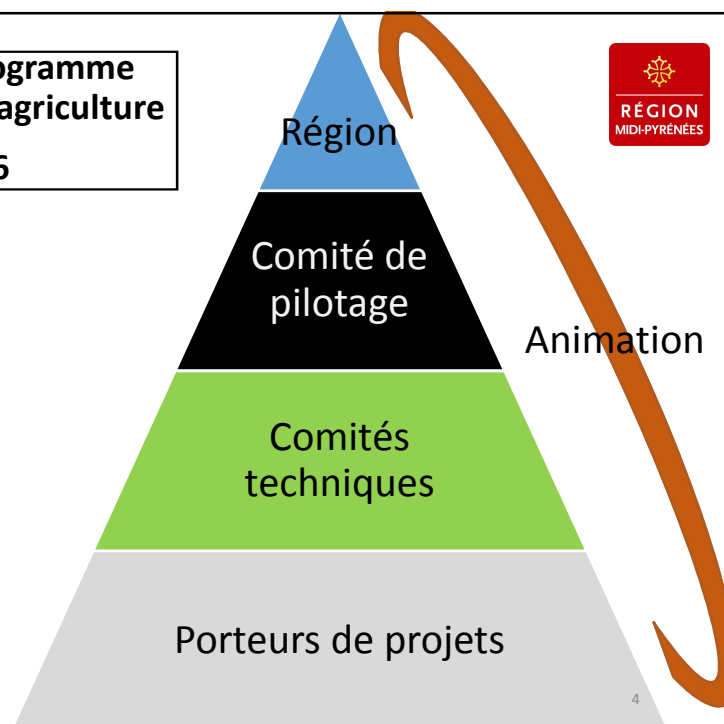 ogramme
agriculture
6
Région
RÉGION
MIDI-PYRÉNÉES
Comité de
pilotage
Animation
Comités
techniques
Porteurs de projets
4